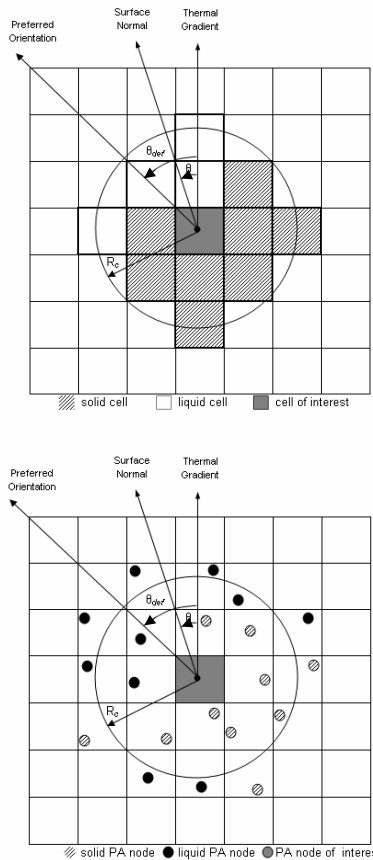 Preferred
Orientation
Surface
Normal
Thermal
Gradient
θdef
θ
Rc
solid cell
liquid cell
cell of interest
Preferred
Orientation
Surface
Normal
Thermal
Gradient
θdef
θ
Rc
solid PA node
liquid PA node
PA node of interes